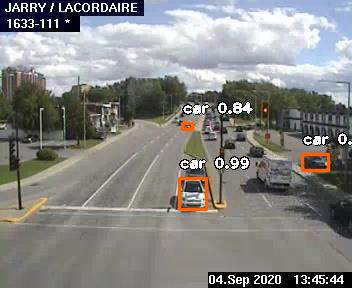 JARRY / LACORDAIRE
1633-111 *
car 0.84
car 0.
car 0.99
04.Sep 2020 13:45:44